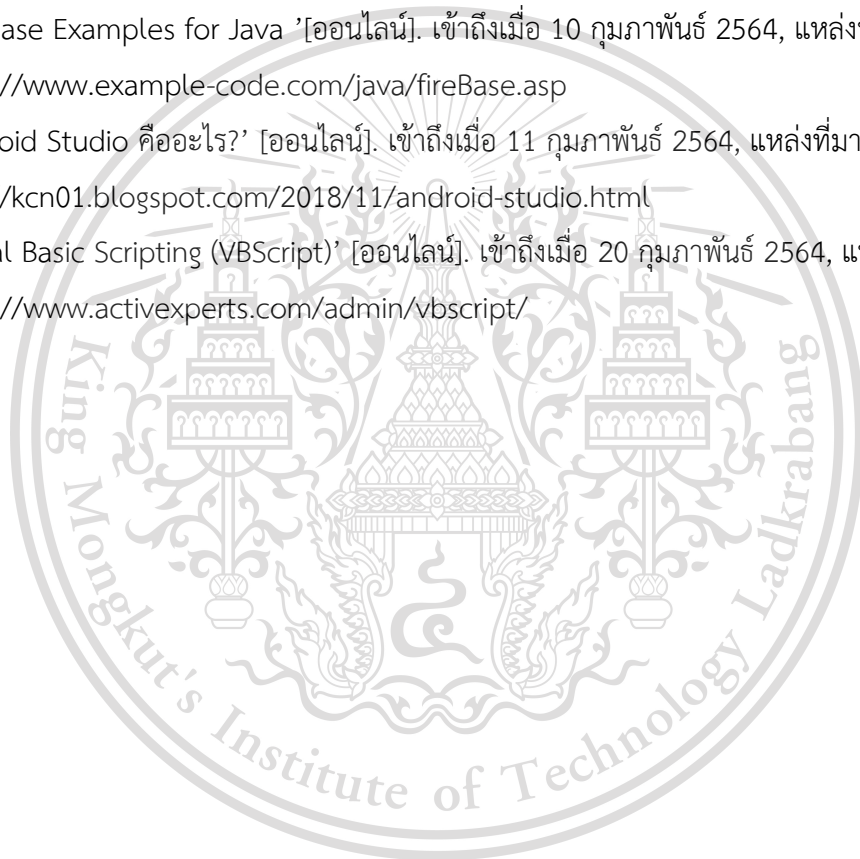 ase Examples for Java ’[ออนไลน์]. เข้าถึงเมื่อ 10 กุมภาพันธ์ 2564, แหล่ง
//www.example-code.com/java/fireBase.asp
oid Studio คืออะไร?’ [ออนไลน์]. เข้าถึงเมื่อ 11 กุมภาพันธ์ 2564, แหล่งที่มา
/kcn01.blogspot.com/2018/11/android-studio.html
al Basic Scripting (VBScript)’ [ออนไลน์]. เข้าถึงเมื่อ 20 กุมภาพันธ์ 2564,
//www.activexperts.com/admin/vbscript/
King Mongkut's Institute of Technology Ladkrabang